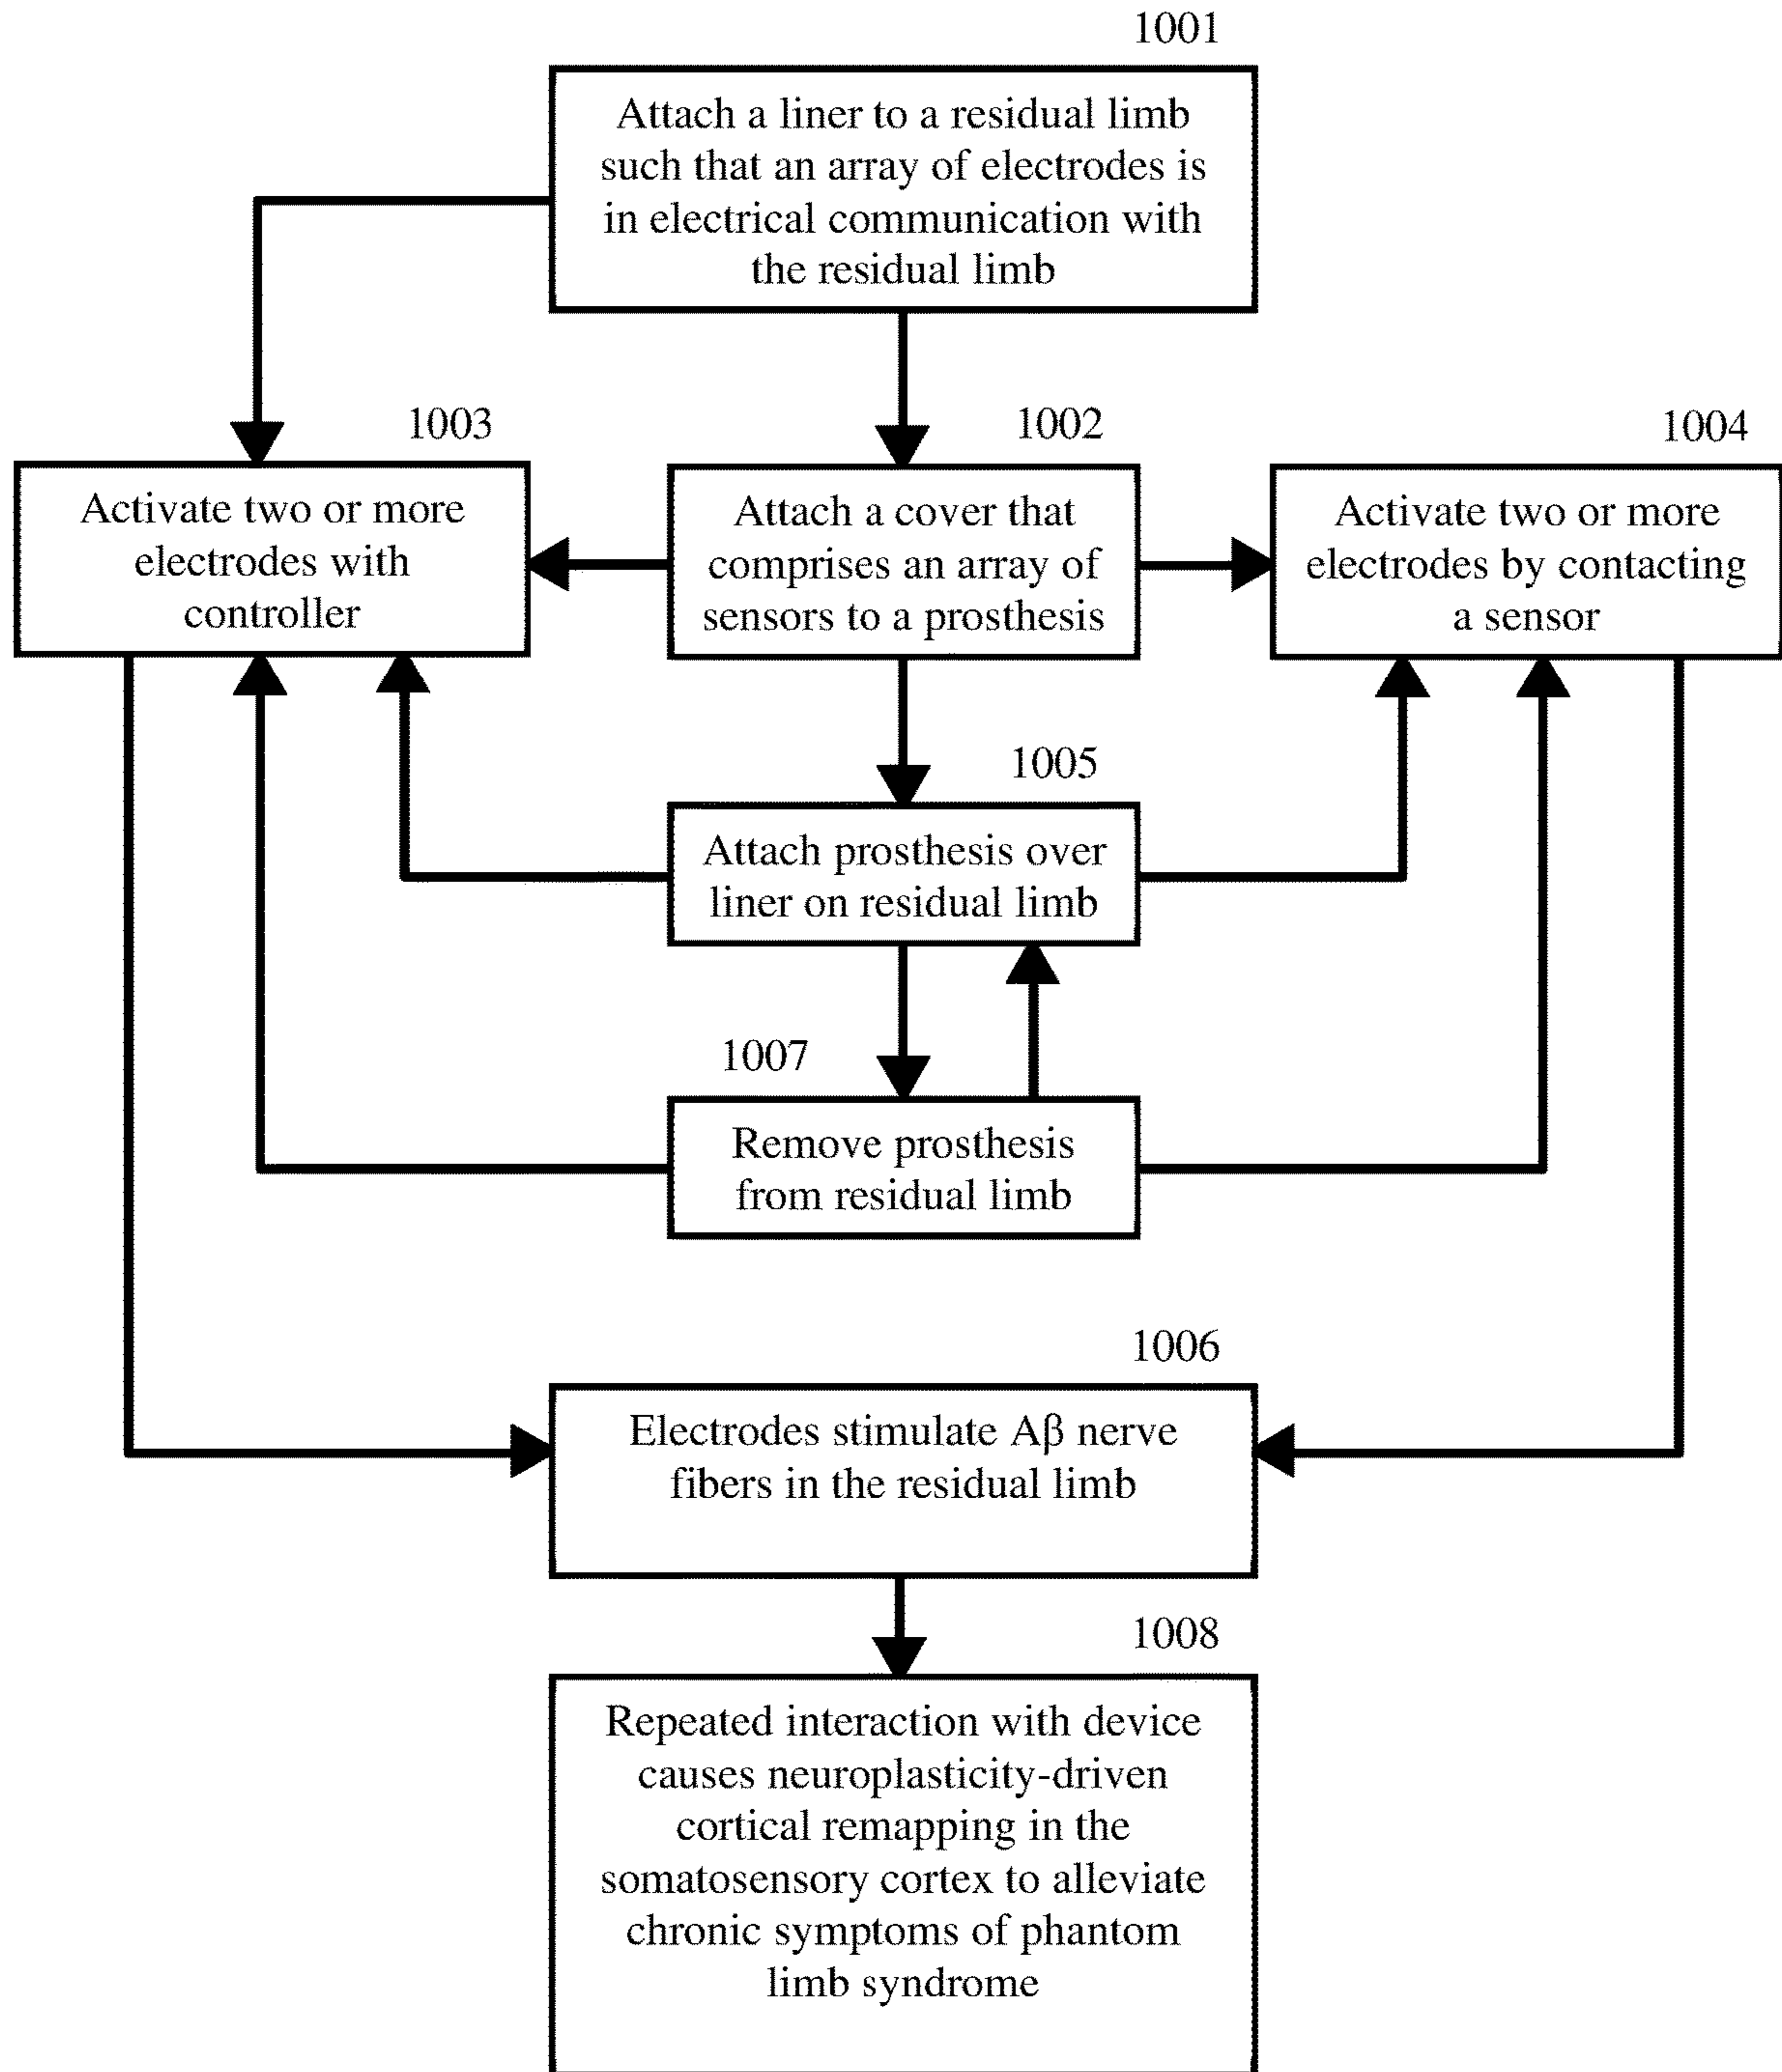 1001
Attach a liner to a residual limb
such that an array of electrodes is
in electrical communication with
the residual limb
1003
Activate two or more
electrodes with
controller
1002
Attach a cover that
comprises an array of
sensors to a prosthesis
1004
Activate two or more
electrodes by contacting
a sensor
1005
Attach prosthesis over
liner on residual limb
1007
Remove prosthesis
from residual limb
1006
Electrodes stimulate Aβ nerve
fibers in the residual limb
1008
Repeated interaction with device
causes neuroplasticity-driven
cortical remapping in the
somatosensory cortex to alleviate
chronic symptoms of phantom
limb syndrome